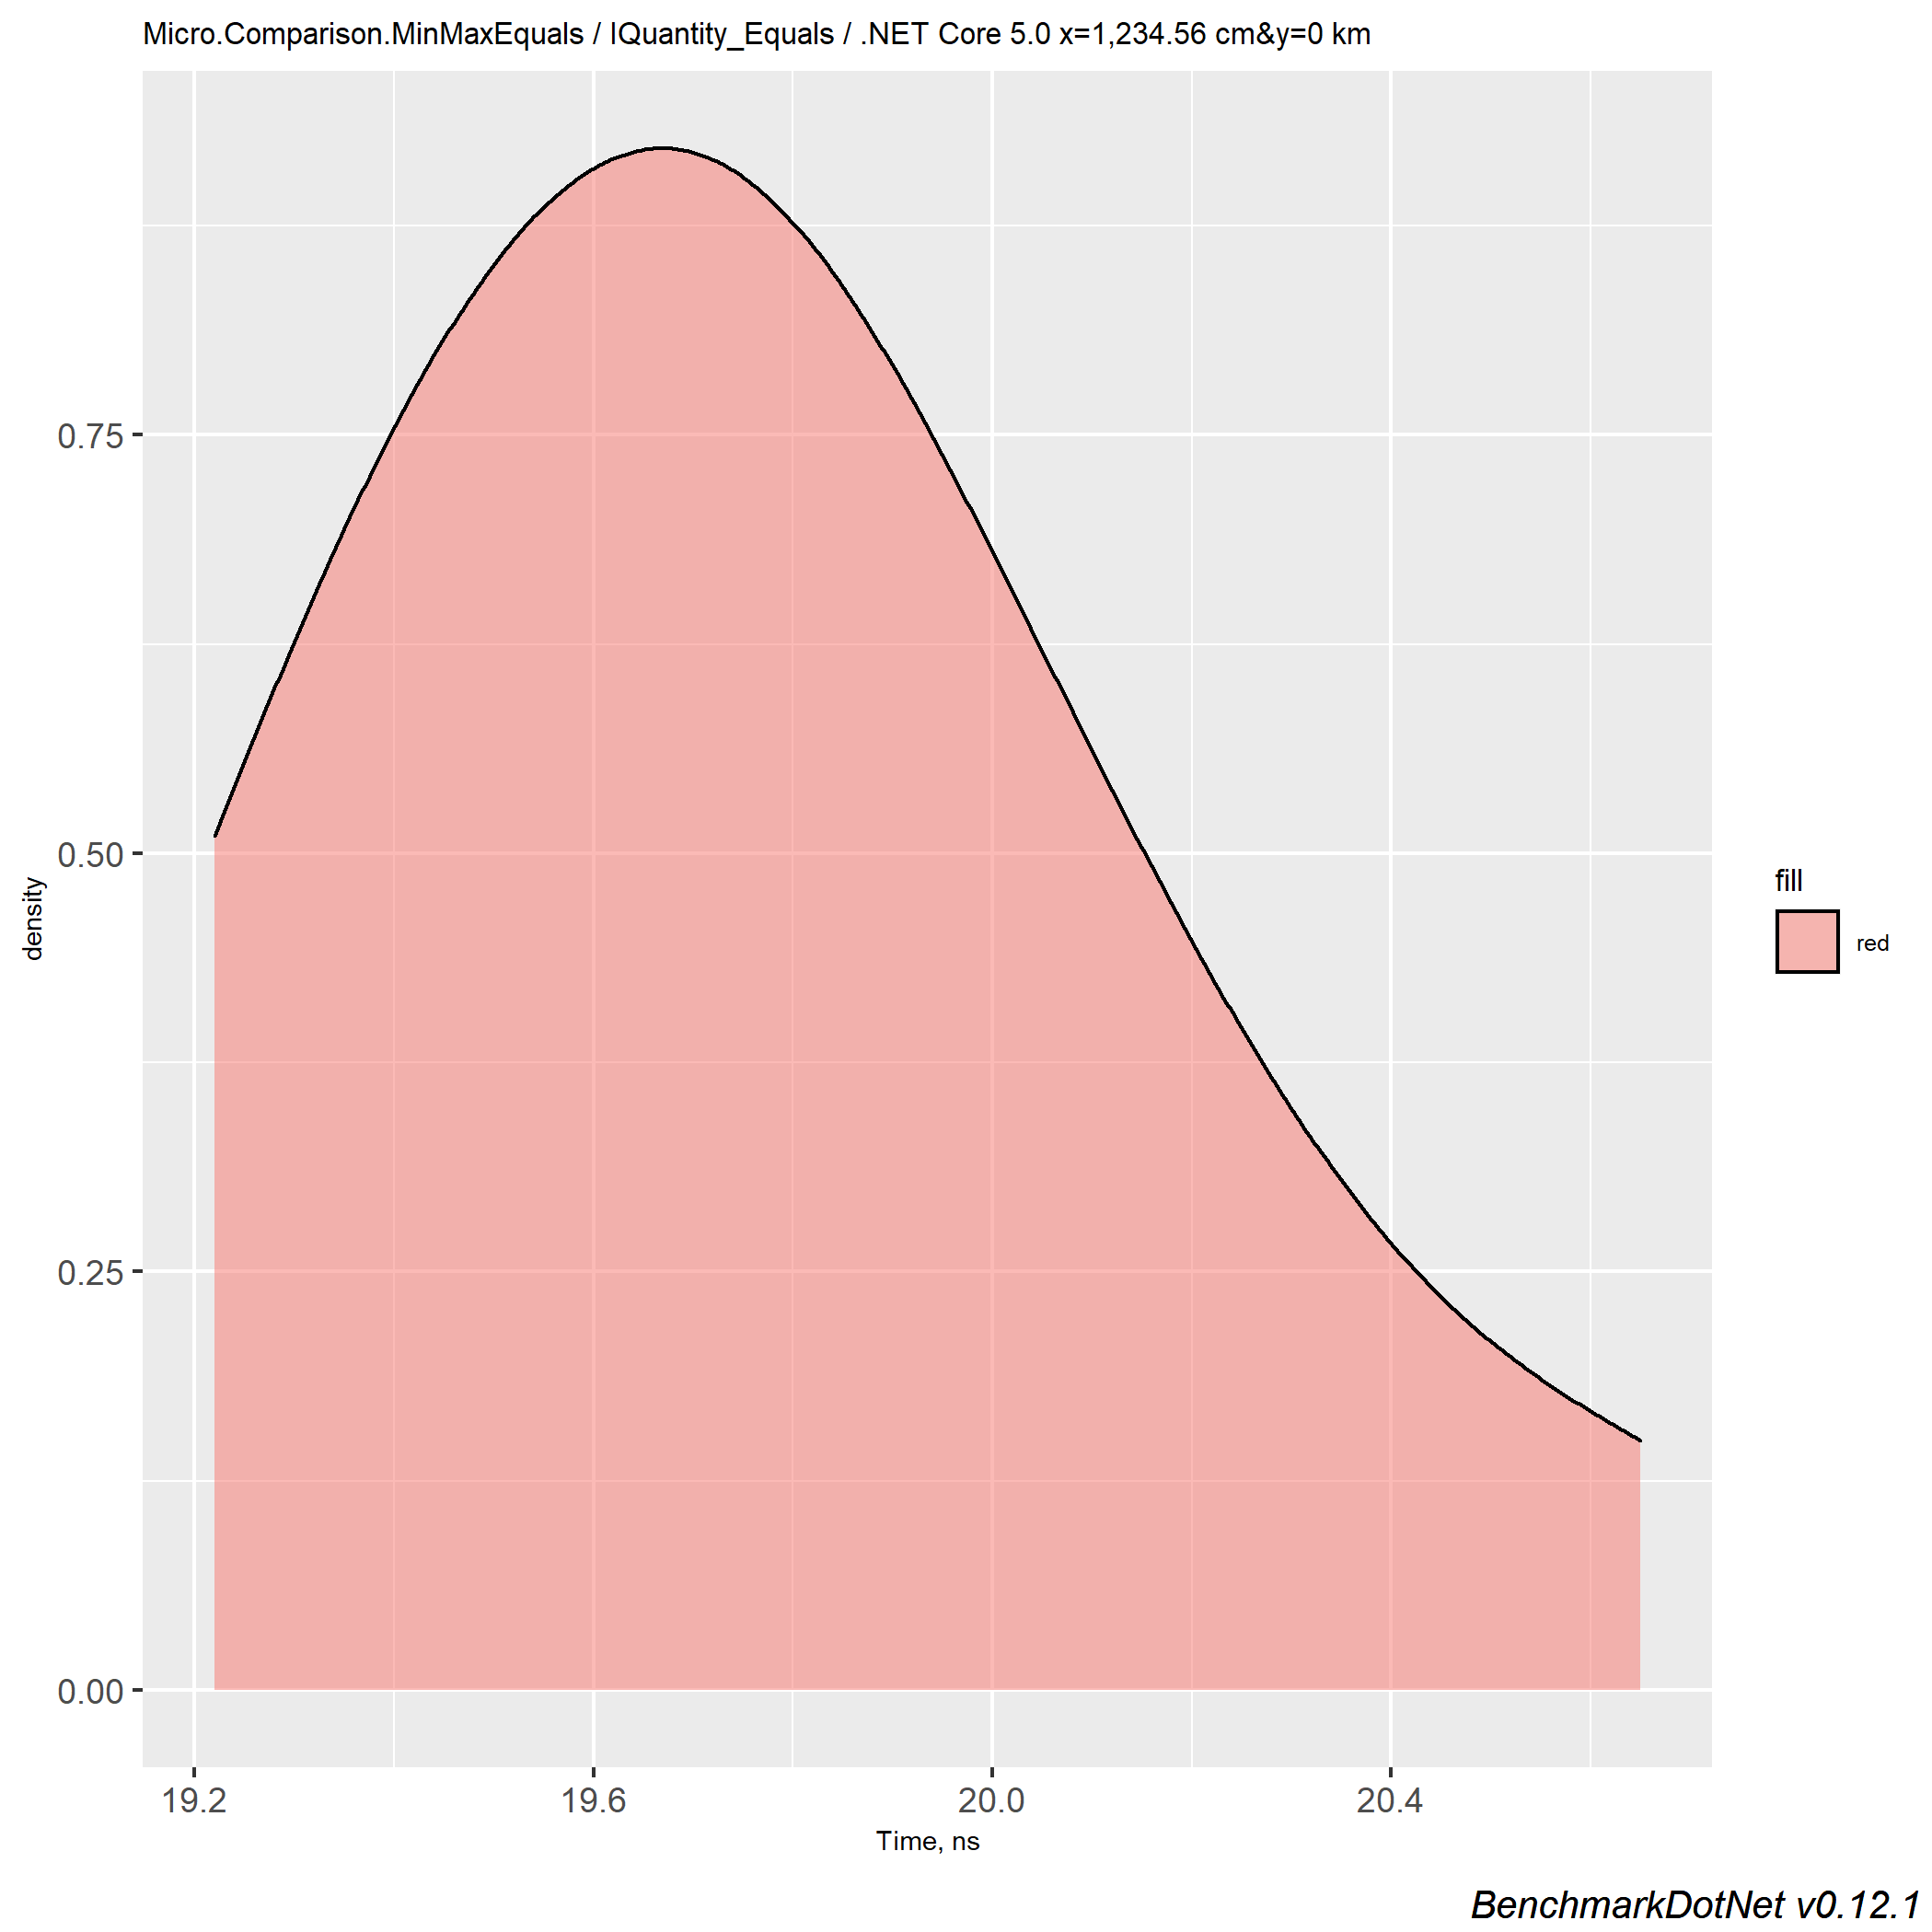 Micro.Comparison.MinMaxEquals / IQuantity_Equals / .NET Core 5.0 x=1,234.56 cm&y=0 km
0.75
0.50
0.25
0.00
density
19.2 19.6 20.0 20.4
Time, ns
fill
red
BenchmarkDotNet v0.12.1